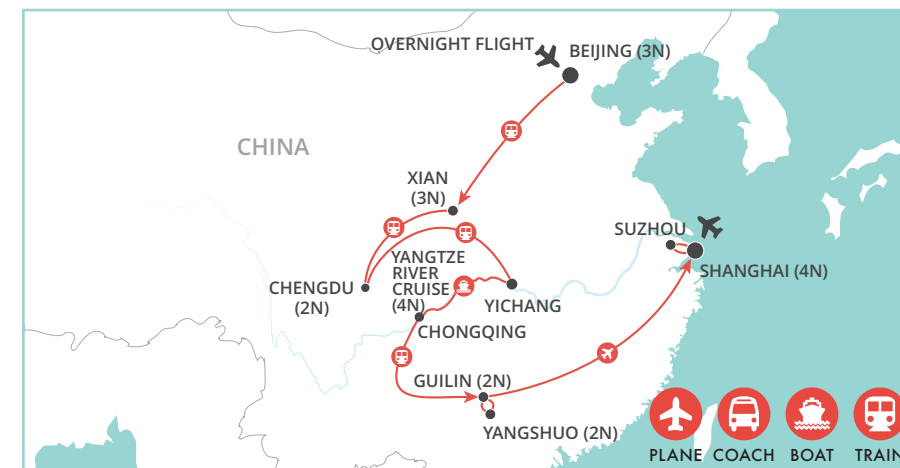 OVERNIGHT FLIGHT
BEIJING (3N)
CHINA
XIAN
(3N)
SUZHOU
SHANGHAI (4N)
YANGTZE
RIVER
CRUISE
(4N)
CHENGDU
(2N)
YICHANG
CHONGQING
GUILIN (2N)
YANGSHUO (2N)
PLANE COACH BOAT TRAIN